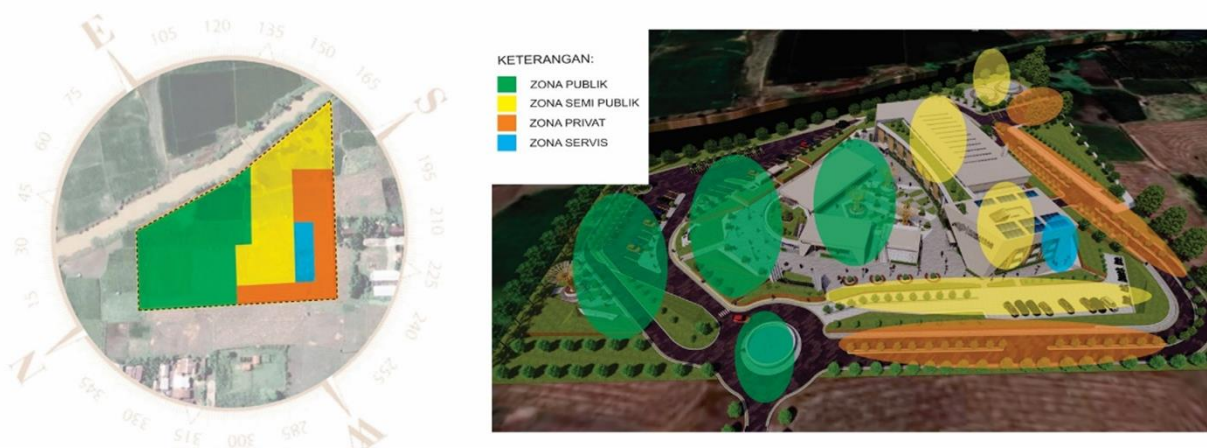 E
105
120
135
150
165
S
195
210
225
240
255
W
285
300
315
330
345
N
15
30
45
60
75
KETERANGAN:
ZONA PUBLIK
ZONA SEMI PUBLIK
ZONA PRIVAT
ZONA SERVIS